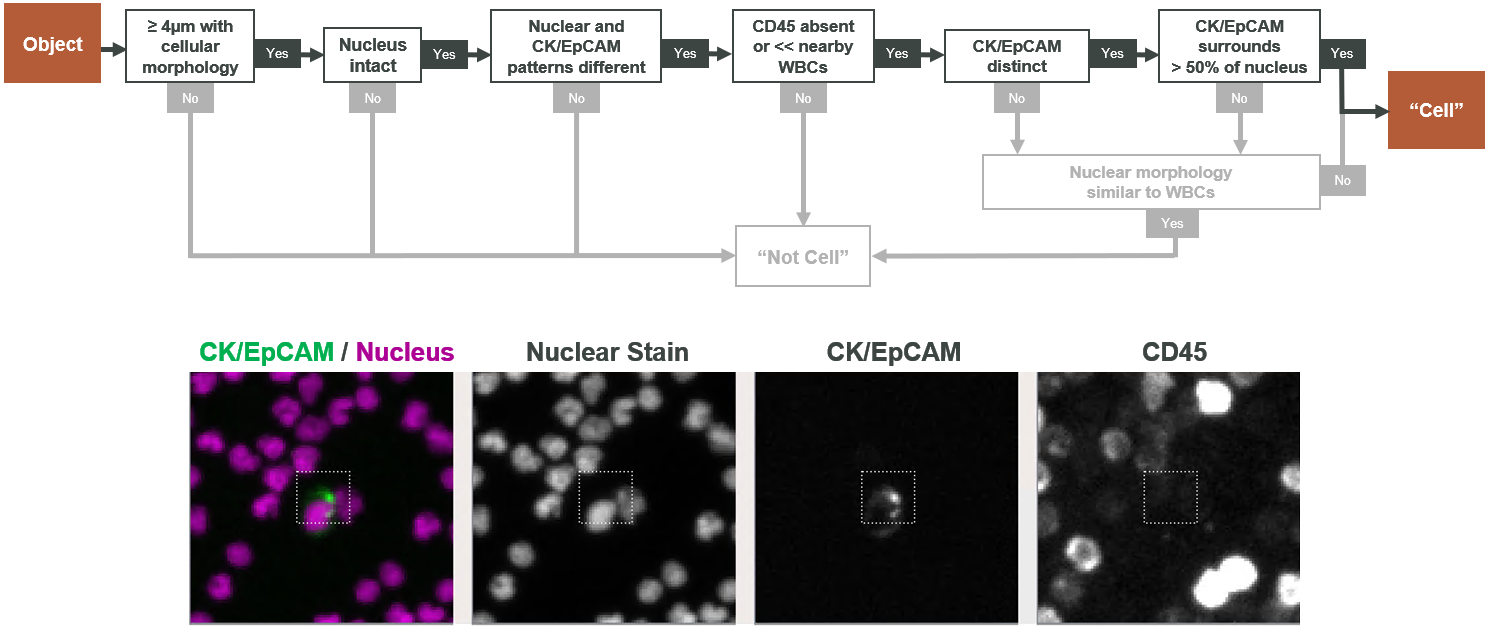 Object
≥ 4μm with
cellular
morphology
Yes
No
Nucleus
intact
Yes
No
Nuclear and
CK/EpCAM
patterns different
Yes
No
CD45 absent
or << nearby
WBCs
Yes
No
CK/EpCAM
distinct
Yes
No
CK/EpCAM
surrounds
> 50% of nucleus
Yes
No
“Cell”
Nuclear morphology
similar to WBCs
No
Yes
“Not Cell”
CK/EpCAM / Nucleus
Nuclear Stain
CK/EpCAM
CD45